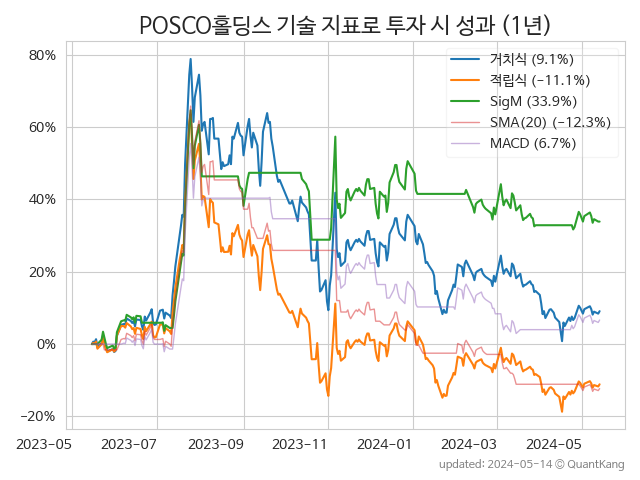 POSCO홀딩스 기술 지표로 투자 시 성과 (1년)
80%
60%
40%
20%
0%
−20%
거치식 (9.1%)
적립식 (−11.1%)
SigM (33.9%)
SMA(20) (−12.3%)
MACD (6.7%)
2023-05
2023-07
2023-09
2023-11
2024-01
2024-03
2024-05
updated: 2024-05-14 ⓒ QuantKang